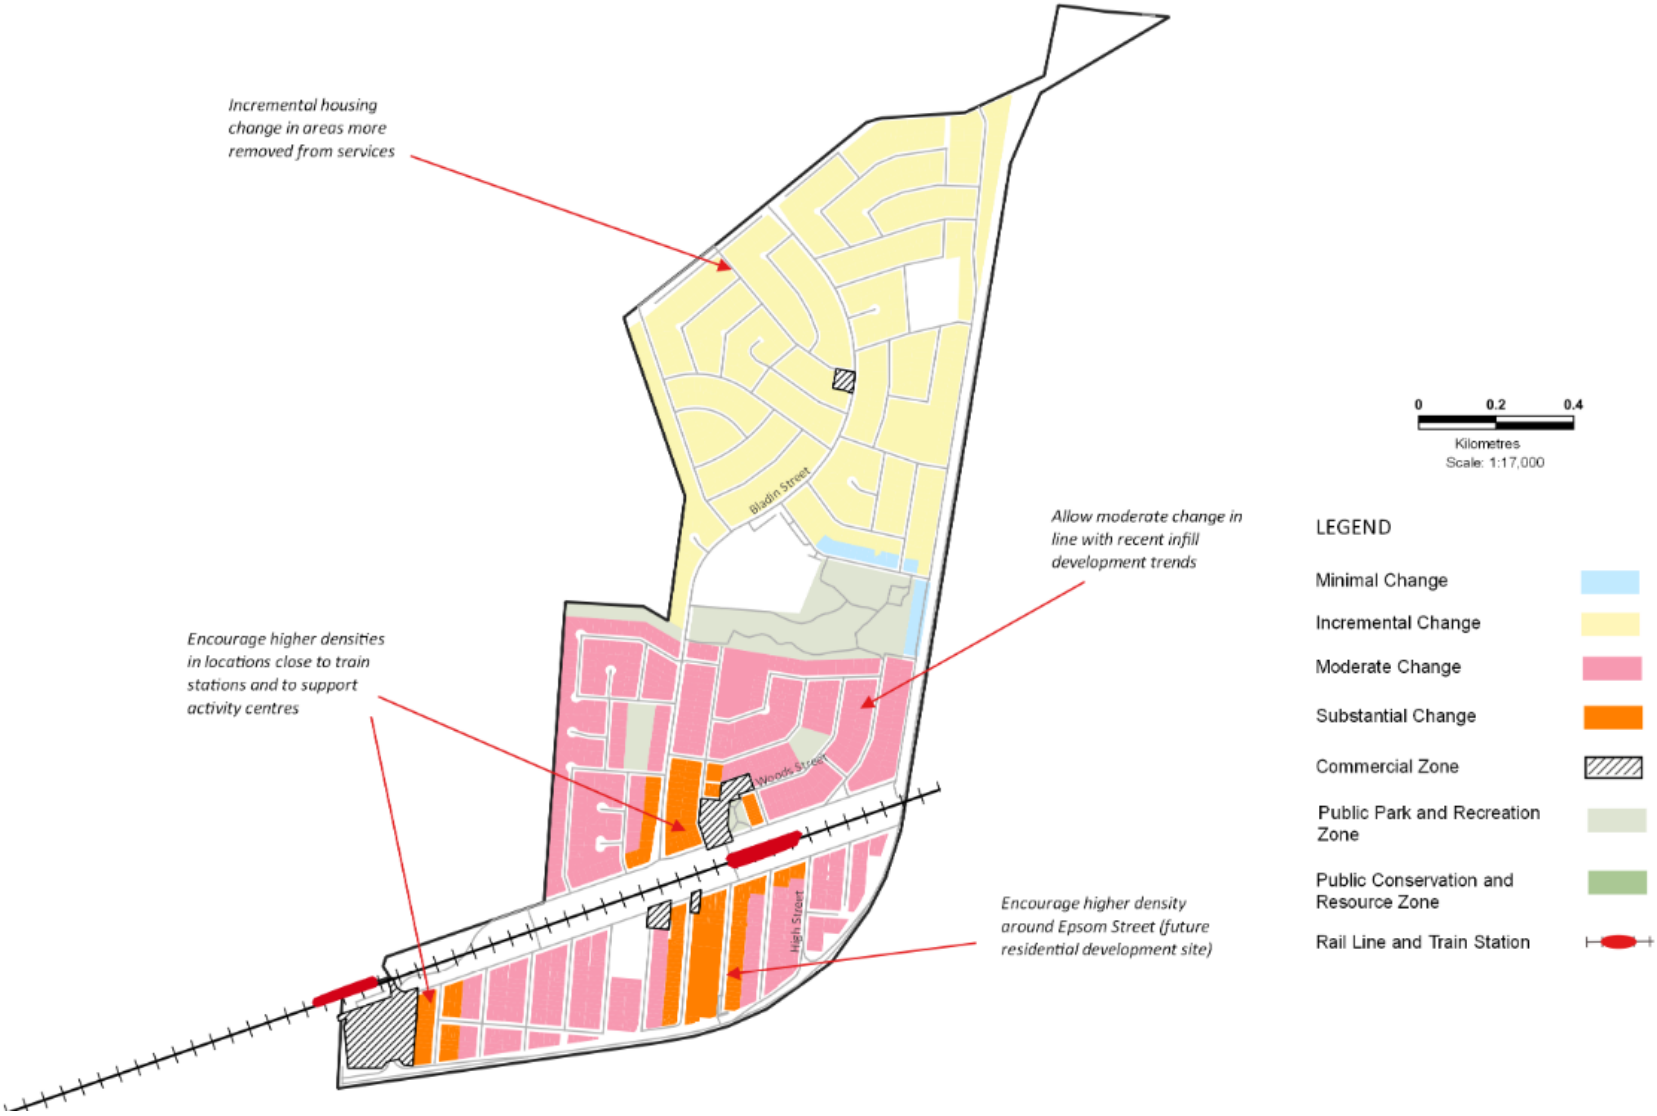 Incremental housing
change in areas more
removed from services
0 0.2 0.4
Kilometres
Scale: 1:17,000
Bladin Street
Allow moderate change in
line with recent infill
development trends
LEGEND
Minimal Change
Incremental Change
Moderate Change
Substantial Change
Commercial Zone
Public Park and Recreation
Zone
Public Conservation and
Resource Zone
Rail Line and Train Station
Encourage higher densities
in locations close to train
stations and to support
activity centres
Woods Street
High Street
Encourage higher density
around Epsom Street (future
residential development site)